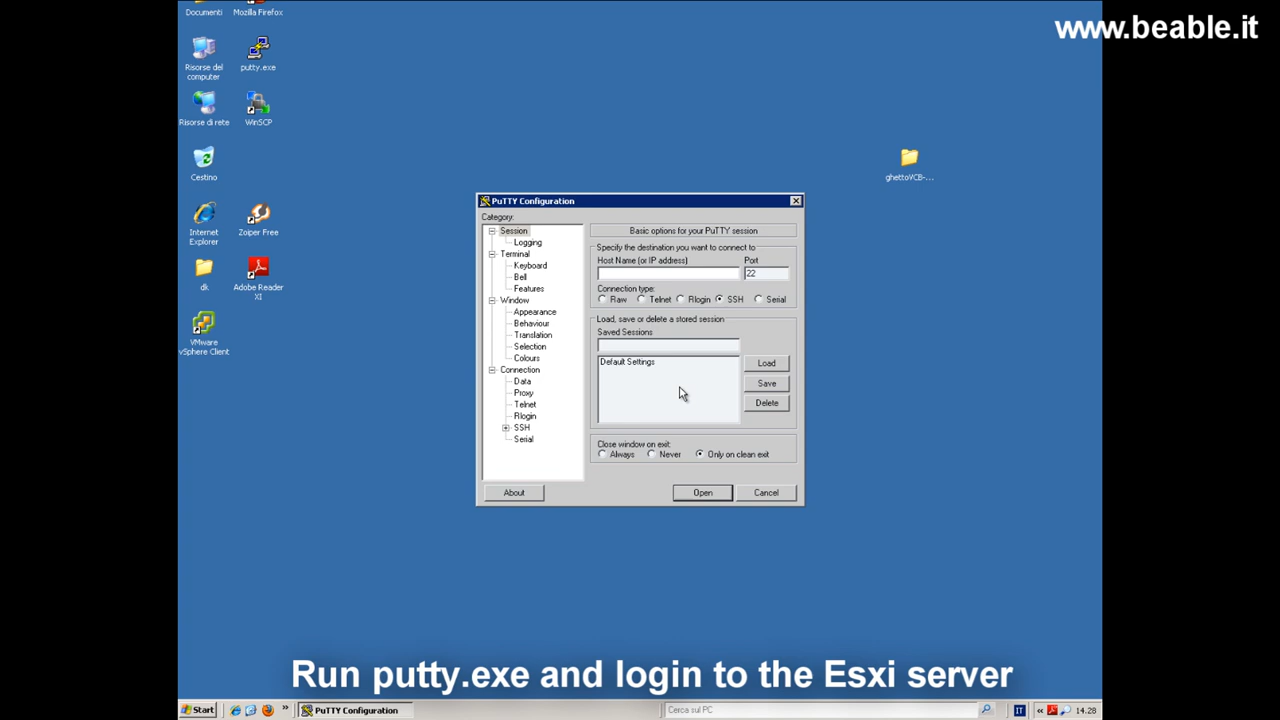 www.beable.it
Documenti
Mozilla Firefox
Risorse del
computer
putty.exe
Risorse di rete
WinSCP
Cestino
ghettoVCB-...
Internet
Explorer
Zoiper Free
dk
Adobe Reader
XI
VMware
vSphere Client
PuTTY Configuration
Category:
Session
Logging
Terminal
Keyboard
Bell
Features
Window
Appearance
Behaviour
Translation
Selection
Colours
Connection
Data
Proxy
Telnet
Rlogin
SSH
Serial
Basic options for your PuTTY session
Specify the destination you want to connect to
Host Name (or IP address)
Port
22
Connection type:
Raw
Telnet
Rlogin
SSH
Serial
Load, save or delete a stored session
Saved Sessions
Default Settings
Load
Save
Delete
Close window on exit:
Always
Never
Only on clean exit
About
Open
Cancel
Run putty.exe and login to the Esxi server
Start
PuTTY Configuration
Cerca sul PC
IT
14.28